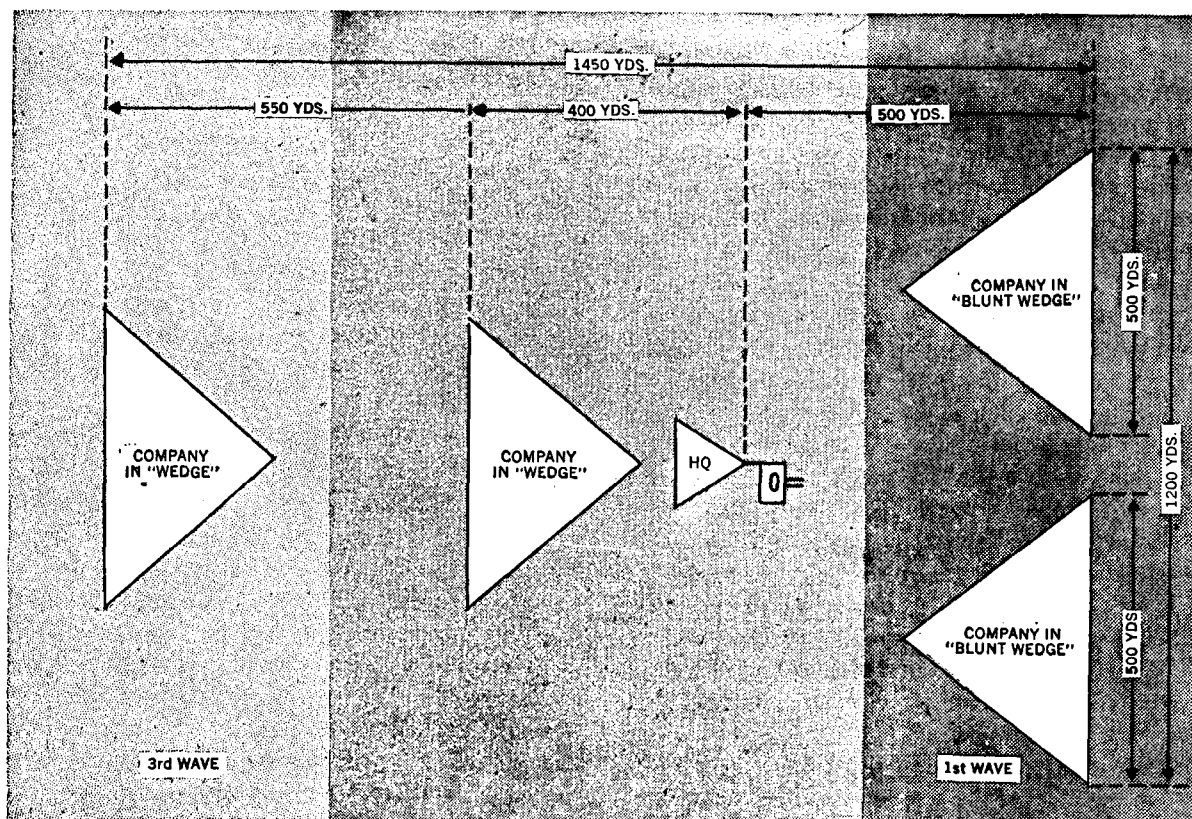 1450 YDS.
550 YDS.
400 YDS.
500 YDS.
COMPANY IN
"BLUNT WEDGE"
500 YDS.
1200 YDS.
COMPANY
IN "WEDGE"
COMPANY
IN "WEDGE"
HQ
0
COMPANY IN
"BLUNT WEDGE"
500 YDS
3rd WAVE
1st WAVE